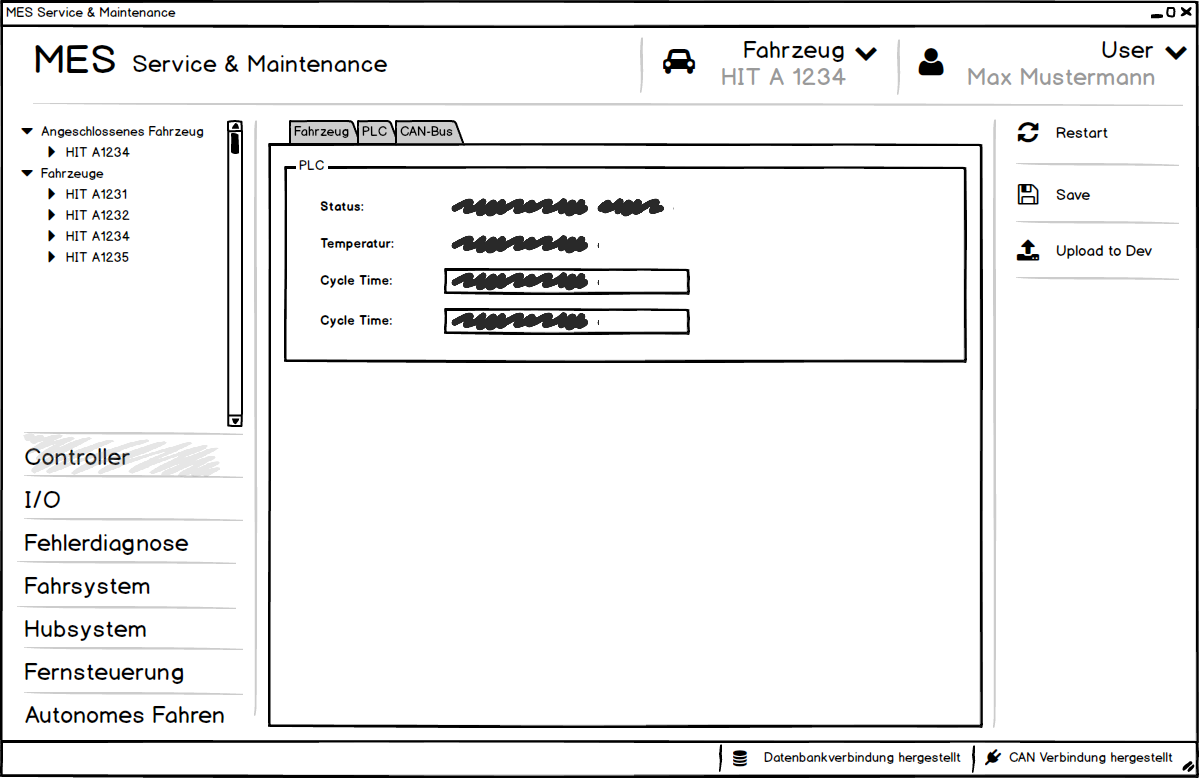 MES Service & Maintenance
MES Service & Maintenance
Fahrzeug
HIT A 1234
User
Max Mustermann
Angeschlossenes Fahrzeug
HIT A1234
Fahrzeuge
HIT A1231
HIT A1232
HIT A1234
HIT A1235
Controller
I/O
Fehlerdiagnose
Fahrsystem
Hubsystem
Fernsteuerung
Autonomes Fahren
Fahrzeug PLC CAN-Bus
PLC
Status:
Temperatur:
Cycle Time:
Cycle Time:
Restart
Save
Upload to Dev
Datenbankverbindung hergestellt
CAN Verbindung hergestellt